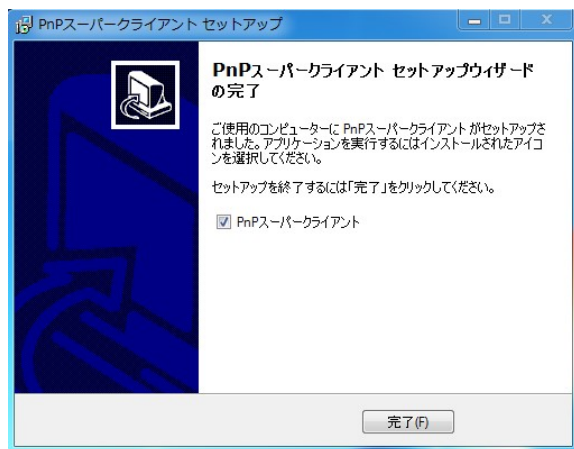 PnPスーパークライアント セットアップ
PnPスーパークライアント セットアップウィザード
の完了
ご使用のコンピューターに PnPスーパークライアント がセットアップさ
れました。アプリケーションを実行するにはインストールされたアイコ
ンを選択してください。
セットアップを終了するには「完了」をクリックしてください。
PnPスーパークライアント
完了(F)